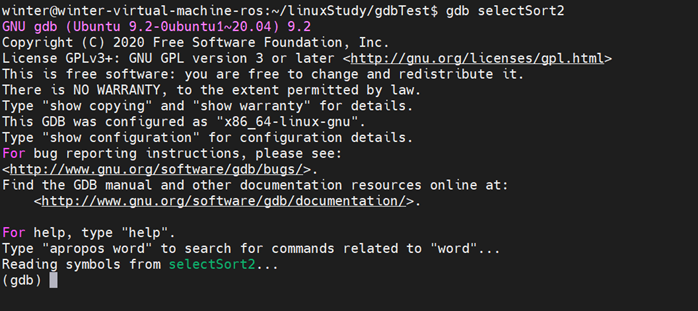 winter@winter-virtual-machine-ros:~/linuxStudy/gdbTest$ gdb selectSort2
GNU gdb (Ubuntu 9.2-0ubuntu1~20.04) 9.2
Copyright (C) 2020 Free Software Foundation, Inc.
License GPLv3+: GNU GPL version 3 or later <http://gnu.org/licenses/gpl.html>
This is free software: you are free to change and redistribute it.
There is NO WARRANTY, to the extent permitted by law.
Type "show copying" and "show warranty" for details.
This GDB was configured as "x86_64-linux-gnu".
Type "show configuration" for configuration details.
For bug reporting instructions, please see:
<http://www.gnu.org/software/gdb/bugs/>.
Find the GDB manual and other documentation resources online at:
    <http://www.gnu.org/software/gdb/documentation/>.

For help, type "help".
Type "apropos word" to search for commands related to "word"...
Reading symbols from selectSort2...
(gdb)